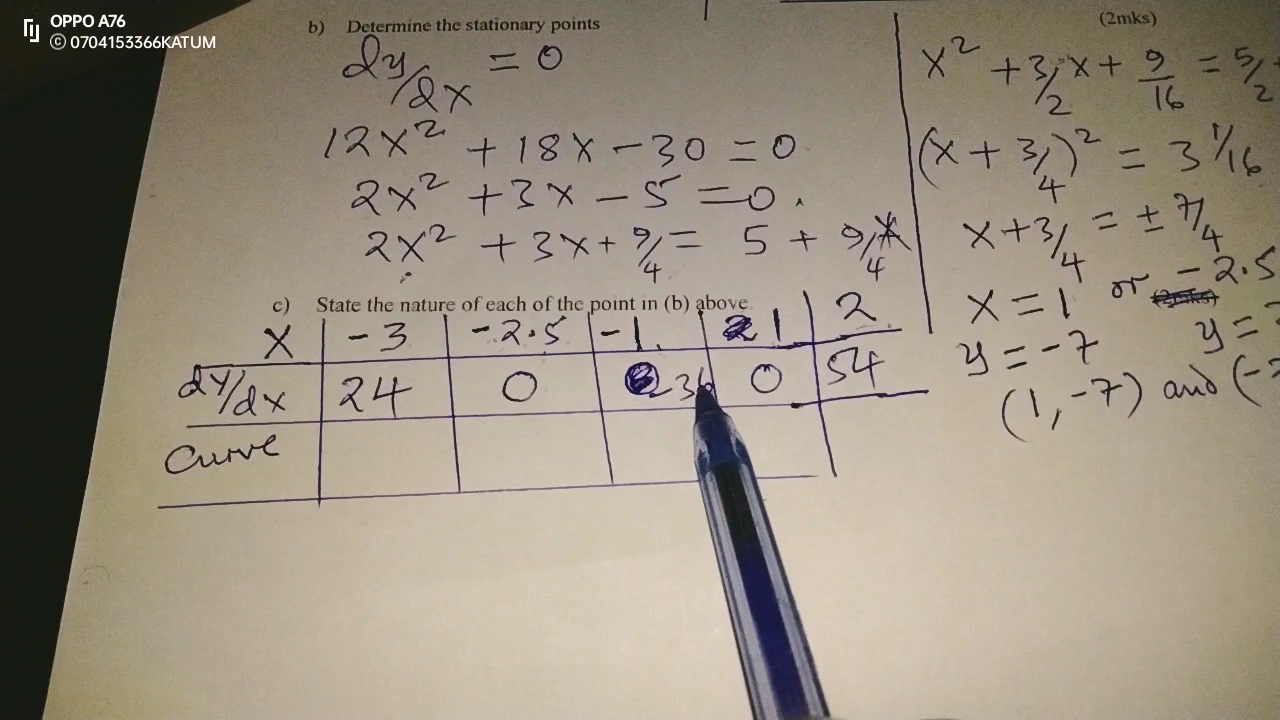 OPPO A76
© 0704153366KATUM
b) Determine the stationary points
dy/dx = 0
12x² + 18x - 30 = 0
2x² + 3x - 5 = 0.
2x² + 3x + 9/4 = 5 + 9/4
(2mks)
x² + 3/2 x + 9/16 = 5/2
(x + 3/4)² = 3 1/16
x + 3/4 = ± 7/4
x = 1 or -2.5
y = -7 y =
(1, -7) and (-
c) State the nature of each of the point in (b) above
x -3 -2.5 -1 1 2
dy/dx 24 0 0 54
Curve